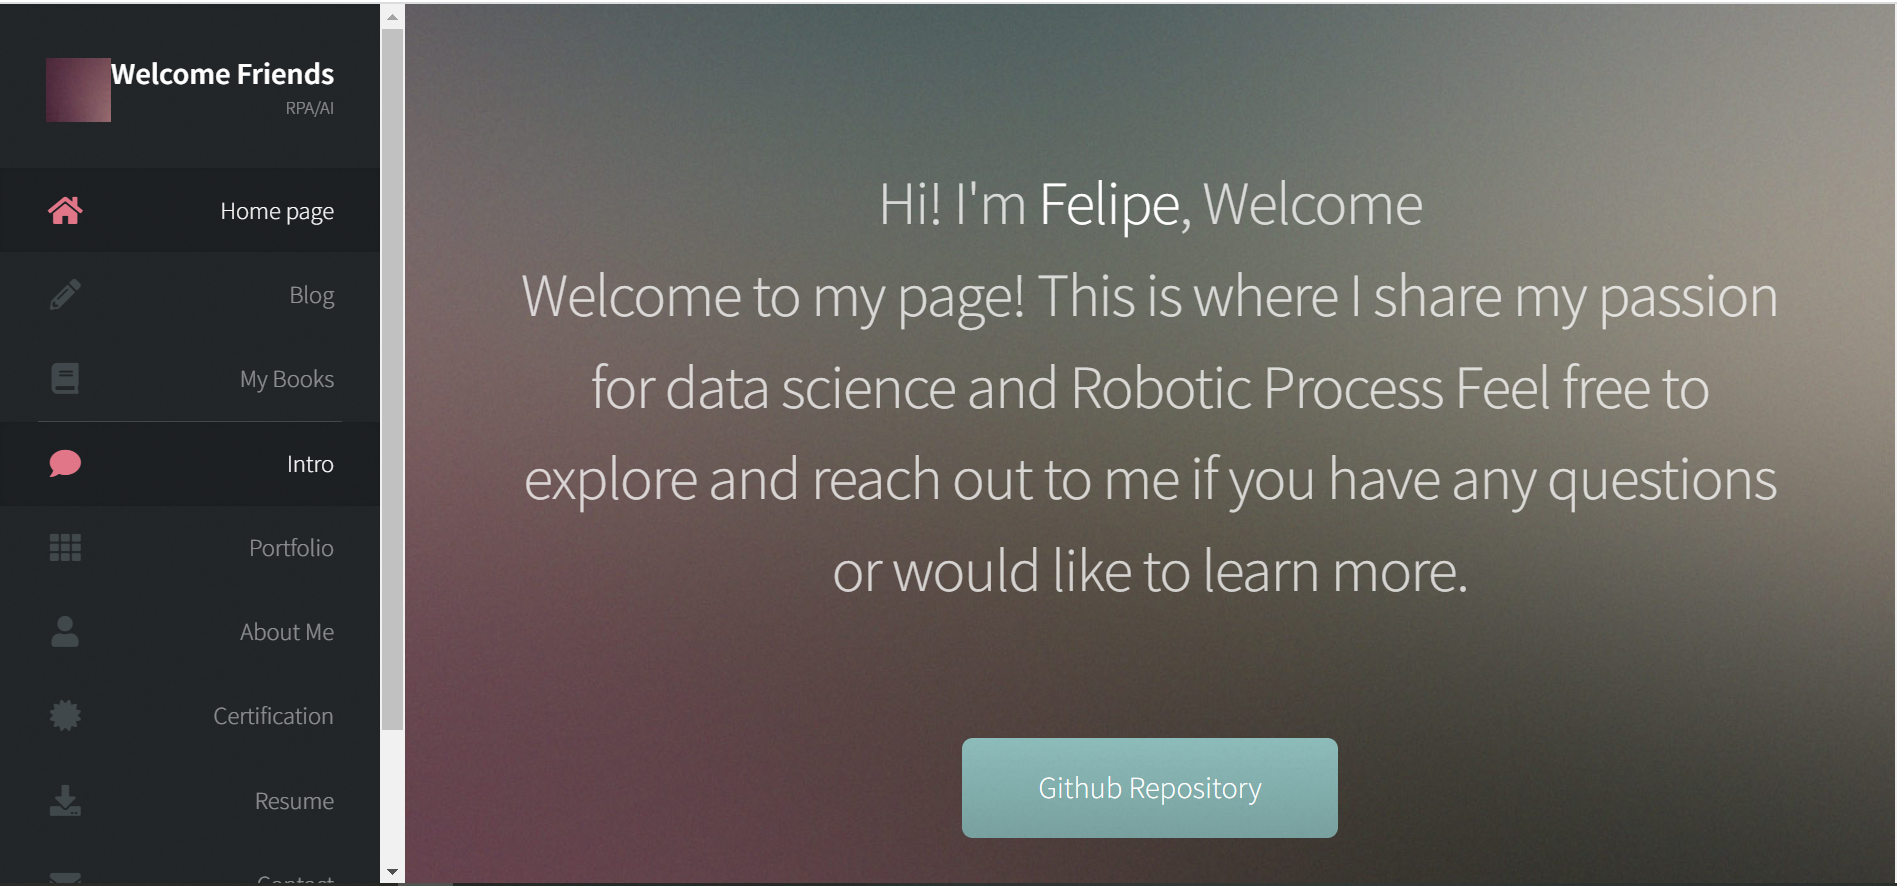 Welcome Friends
RPA/AI
Home page
Blog
My Books
Intro
Portfolio
About Me
Certification
Resume
Contact
Hi! I'm Felipe, Welcome
Welcome to my page! This is where I share my passion
for data science and Robotic Process Feel free to
explore and reach out to me if you have any questions
or would like to learn more.
Github Repository